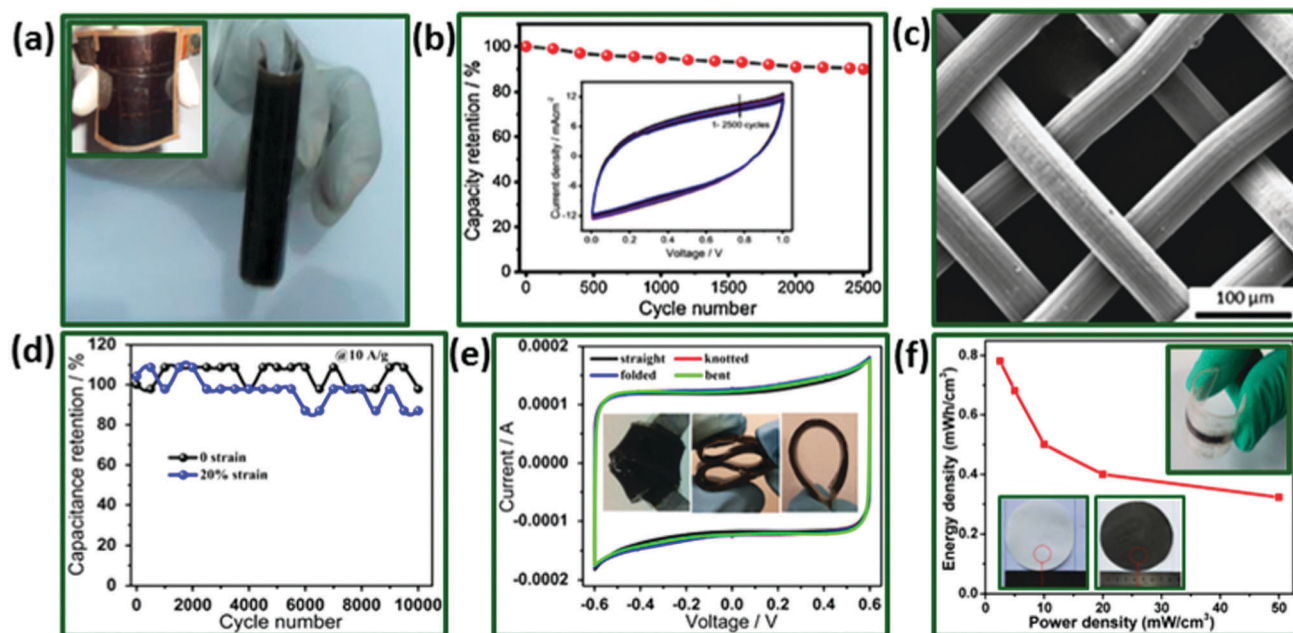 (a)
(b)
Capacity retention / %
100
80
60
40
20
0
0
500
1000
1500
2000
2500
Cycle number
Current density / mAcm⁻²
12
6
0
-6
-12
1- 2500 cycles
0.0
0.2
0.4
0.6
0.8
1.0
Voltage / V
(c)
100 µm
(d)
Capacitance retention / %
120
100
80
60
40
20
0
@10 A/g
0 strain
20% strain
0
2000
4000
6000
8000
10000
Cycle number
(e)
Current / A
0.0002
0.0001
0.0000
-0.0001
-0.0002
straight
knotted
folded
bent
-0.6
-0.4
-0.2
0.0
0.2
0.4
0.6
Voltage / V
(f)
Energy density (mWh/cm³)
0.8
0.6
0.4
0.2
0.0
10
20
30
40
50
Power density (mW/cm³)